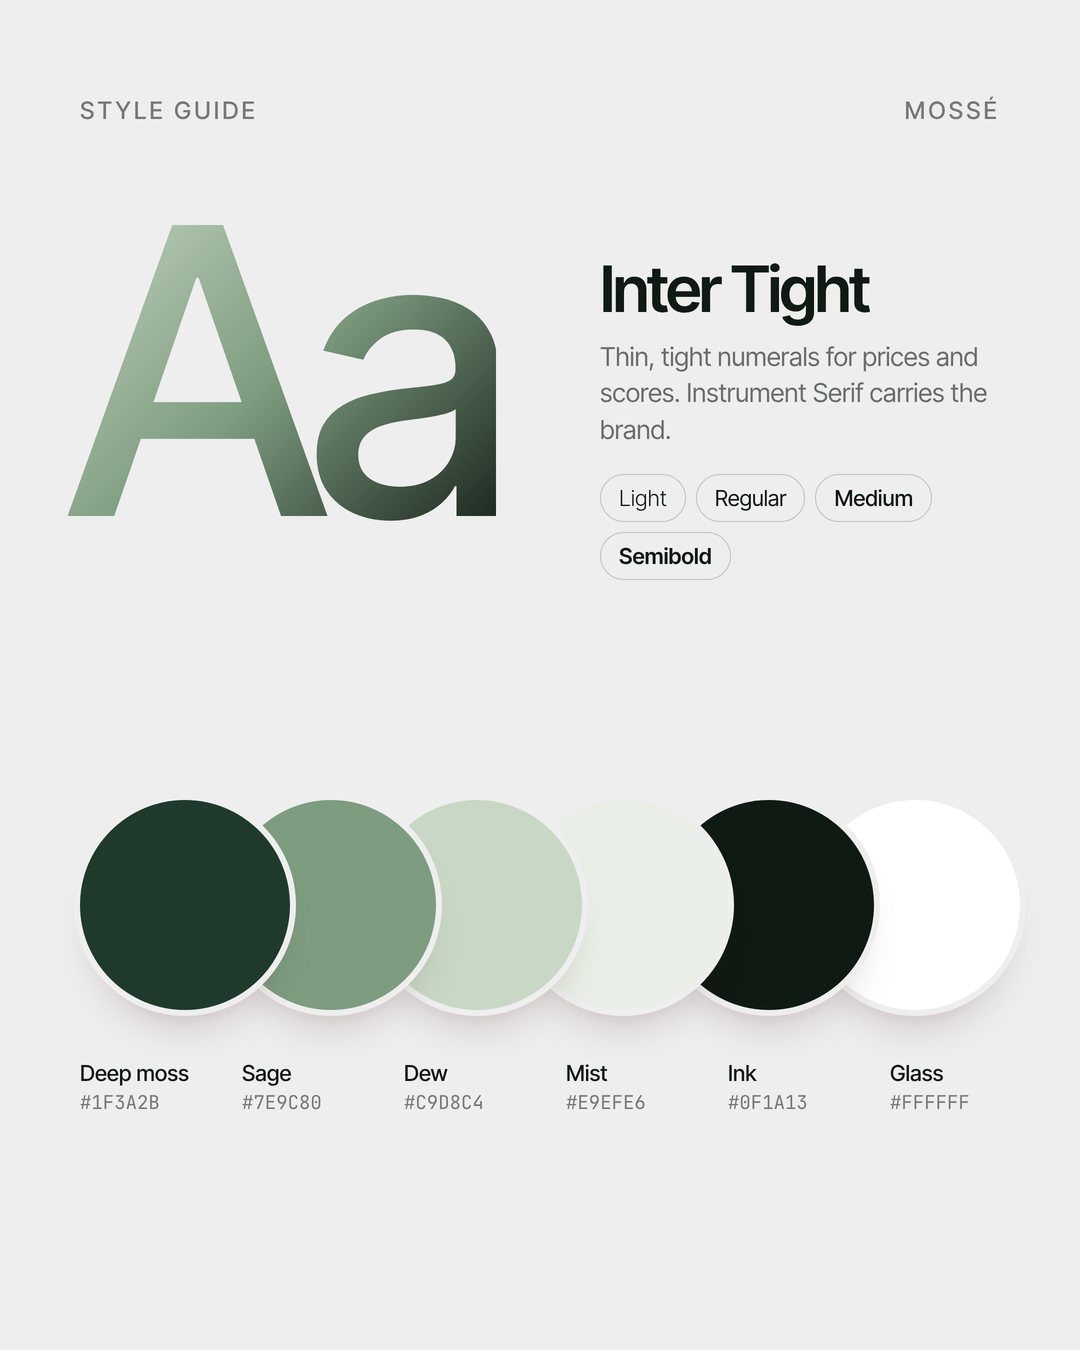 STYLE GUIDE
MOSSÉ
Aa
Inter Tight
Thin, tight numerals for prices and
scores. Instrument Serif carries the
brand.
Light Regular Medium
Semibold
Deep moss Sage Dew Mist Ink Glass
#1F3A2B #7E9C80 #C9D8C4 #E9EFE6 #0F1A13 #FFFFFF